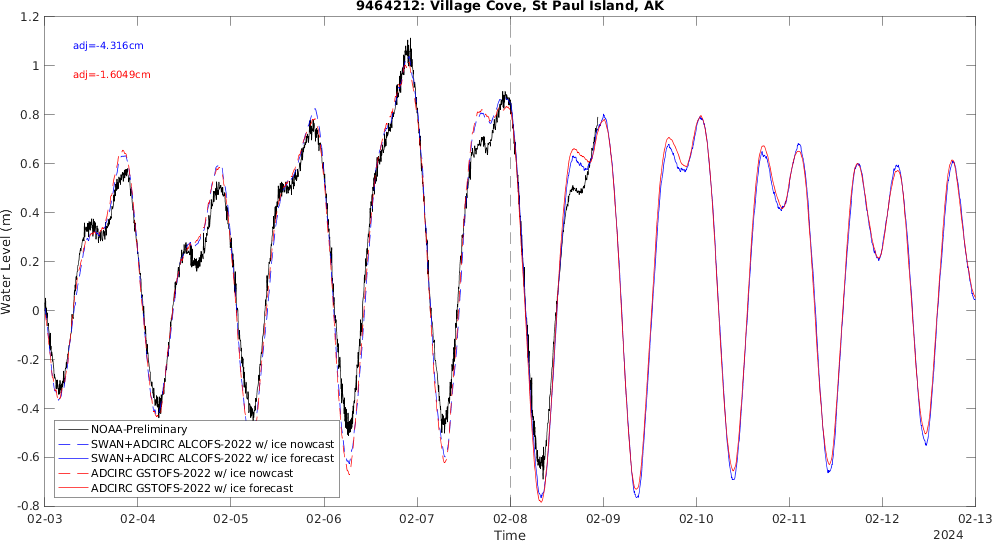 9464212: Village Cove, St Paul Island, AK
1.2
1
0.8
0.6
0.4
0.2
0
-0.2
-0.4
-0.6
-0.8
Water Level (m)
adj=-4.316cm
adj=-1.6049cm
NOAA-Preliminary
SWAN+ADCIRC ALCOFS-2022 w/ ice nowcast
SWAN+ADCIRC ALCOFS-2022 w/ ice forecast
ADCIRC GSTOFS-2022 w/ ice nowcast
ADCIRC GSTOFS-2022 w/ ice forecast
02-03 02-04 02-05 02-06 02-07 02-08 02-09 02-10 02-11 02-12 02-13
Time
2024